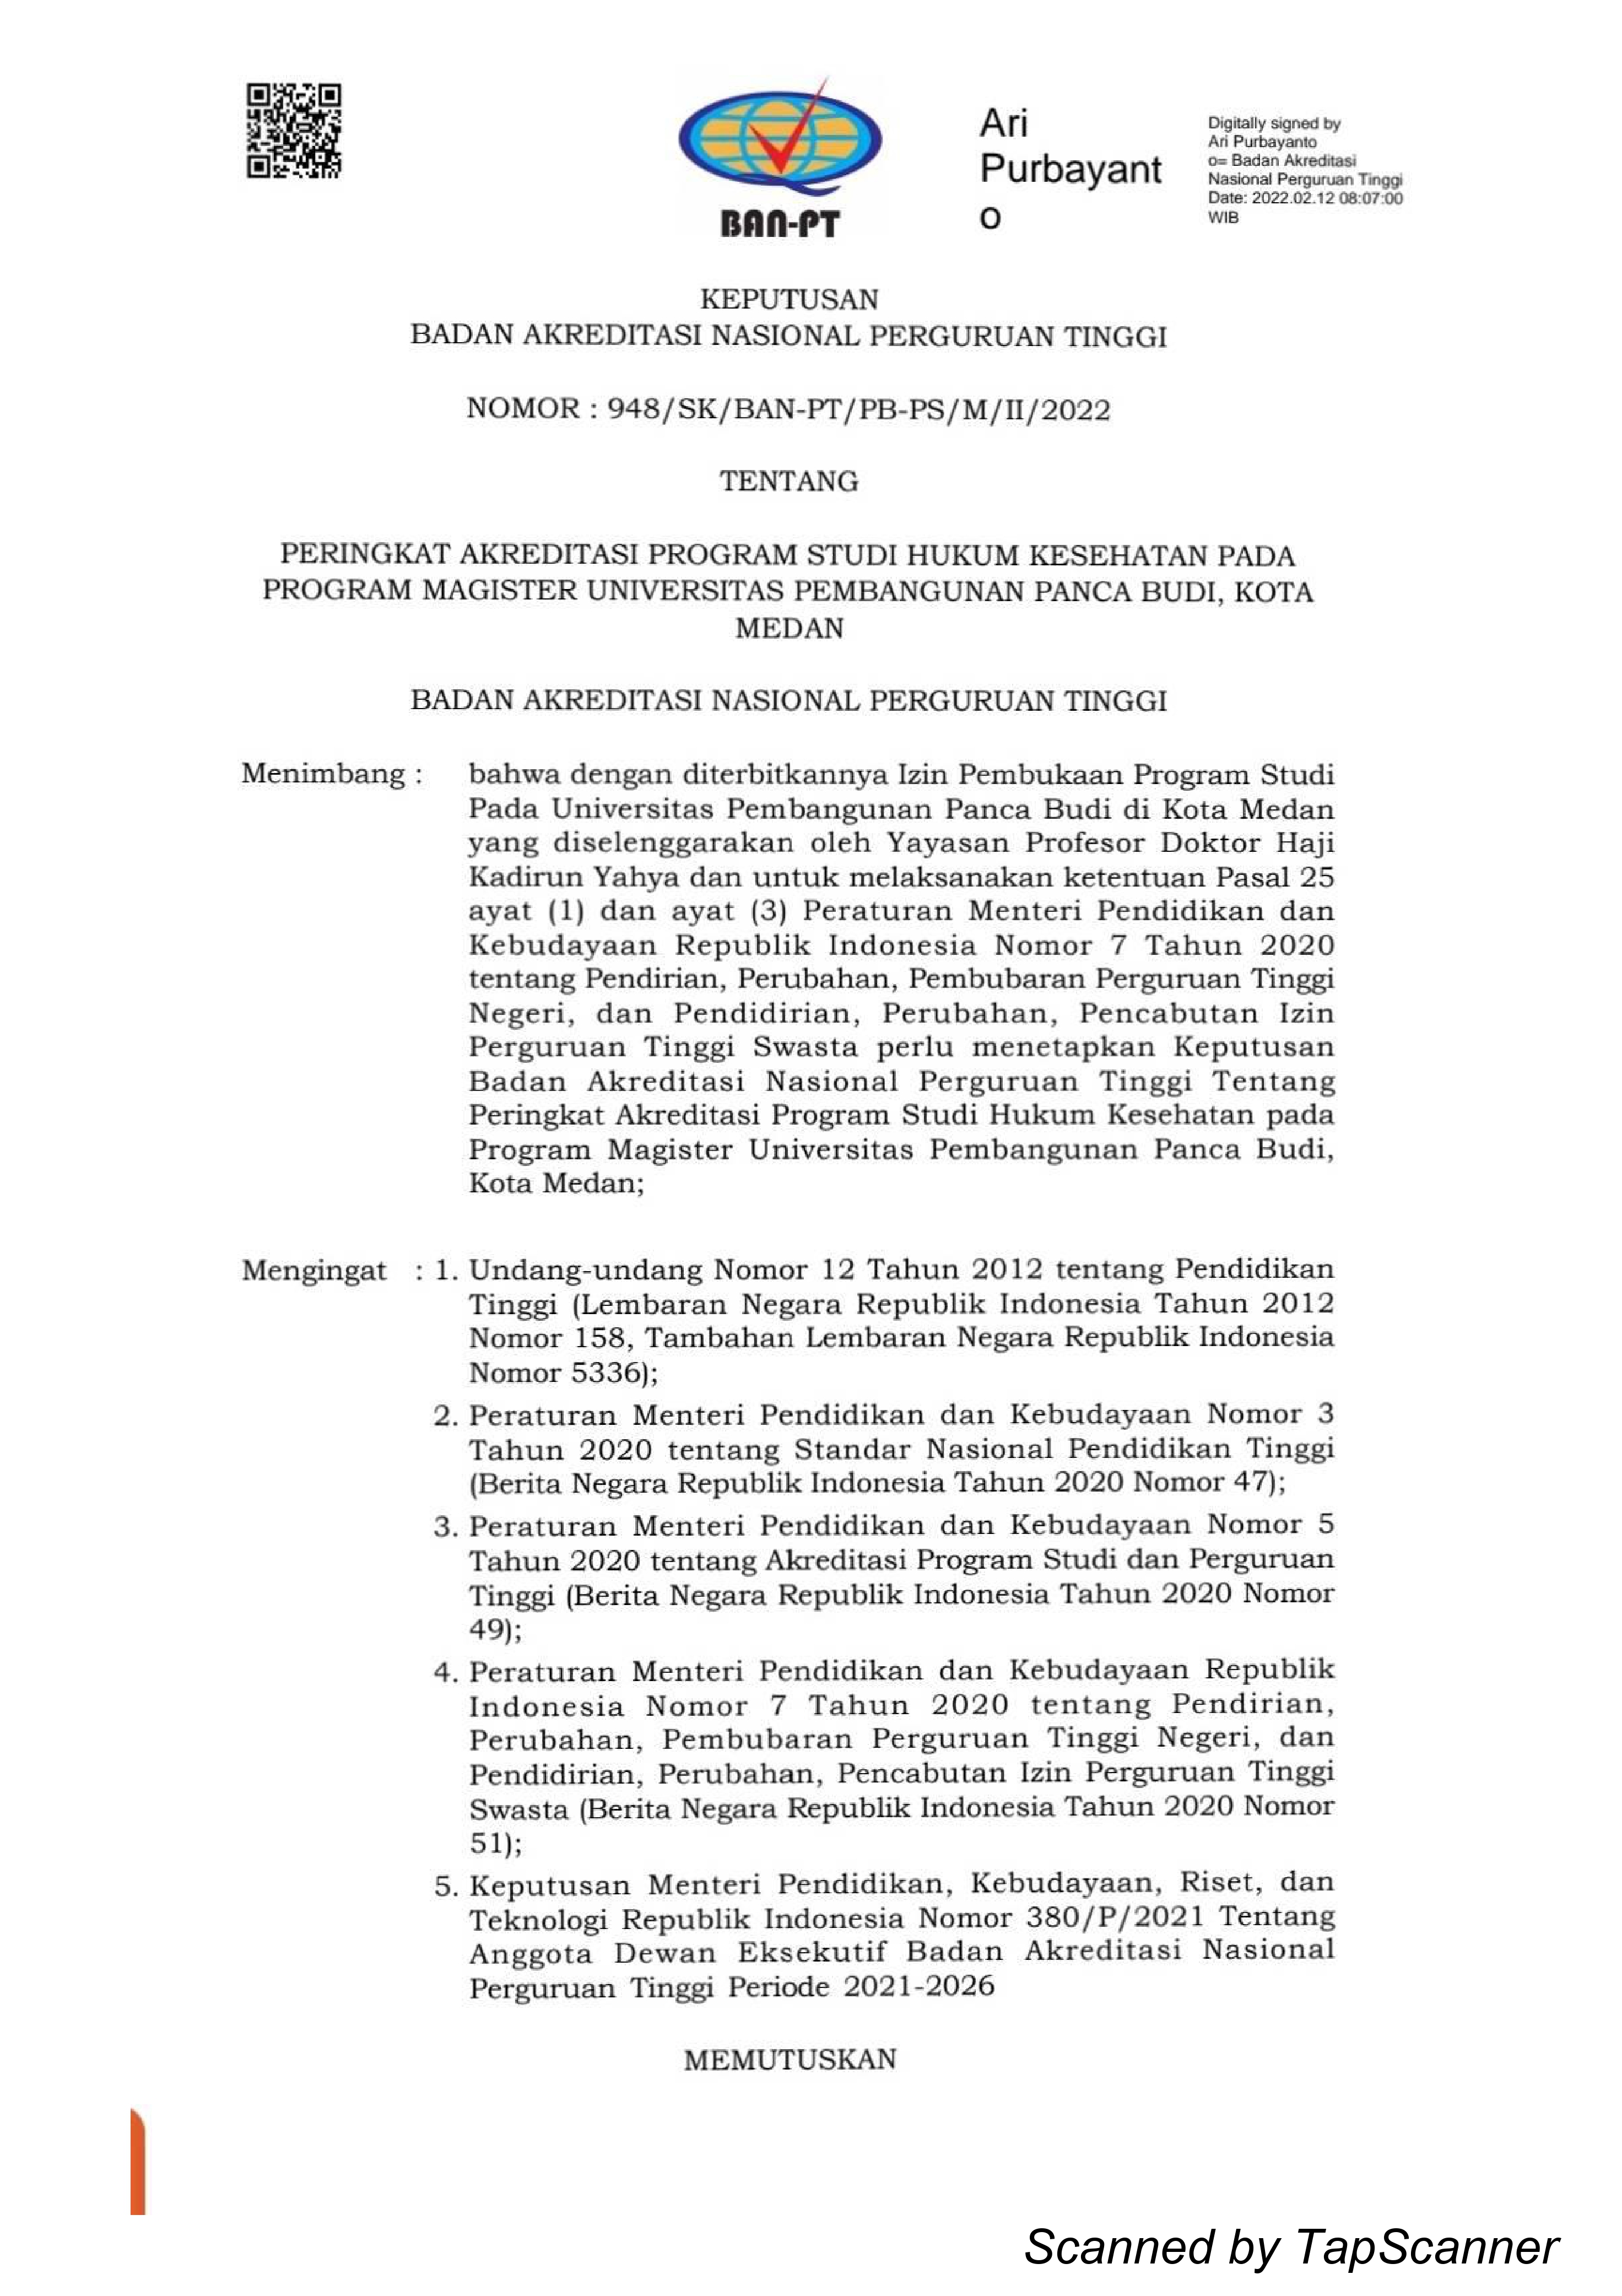 BAN-PT
Ari
Purbayant
o
Digitally signed by
Ari Purbayanto
o= Badan Akreditasi
Nasional Perguruan Tinggi
Date: 2022.02.12 08:07:00
WIB
KEPUTUSAN
BADAN AKREDITASI NASIONAL PERGURUAN TINGGI
NOMOR : 948/SK/BAN-PT/PB-PS/M/II/2022
TENTANG
PERINGKAT AKREDITASI PROGRAM STUDI HUKUM KESEHATAN PADA
PROGRAM MAGISTER UNIVERSITAS PEMBANGUNAN PANCA BUDI, KOTA
MEDAN
BADAN AKREDITASI NASIONAL PERGURUAN TINGGI
Menimbang : bahwa dengan diterbitkannya Izin Pembukaan Program Studi
Pada Universitas Pembangunan Panca Budi di Kota Medan
yang diselenggarakan oleh Yayasan Profesor Doktor Haji
Kadirun Yahya dan untuk melaksanakan ketentuan Pasal 25
ayat (1) dan ayat (3) Peraturan Menteri Pendidikan dan
Kebudayaan Republik Indonesia Nomor 7 Tahun 2020
tentang Pendirian, Perubahan, Pembubaran Perguruan Tinggi
Negeri, dan Pendidirian, Perubahan, Pencabutan Izin
Perguruan Tinggi Swasta perlu menetapkan Keputusan
Badan Akreditasi Nasional Perguruan Tinggi Tentang
Peringkat Akreditasi Program Studi Hukum Kesehatan pada
Program Magister Universitas Pembangunan Panca Budi,
Kota Medan;
Mengingat : 1. Undang-undang Nomor 12 Tahun 2012 tentang Pendidikan
Tinggi (Lembaran Negara Republik Indonesia Tahun 2012
Nomor 158, Tambahan Lembaran Negara Republik Indonesia
Nomor 5336);
2. Peraturan Menteri Pendidikan dan Kebudayaan Nomor 3
Tahun 2020 tentang Standar Nasional Pendidikan Tinggi
(Berita Negara Republik Indonesia Tahun 2020 Nomor 47);
3. Peraturan Menteri Pendidikan dan Kebudayaan Nomor 5
Tahun 2020 tentang Akreditasi Program Studi dan Perguruan
Tinggi (Berita Negara Republik Indonesia Tahun 2020 Nomor
49);
4. Peraturan Menteri Pendidikan dan Kebudayaan Republik
Indonesia Nomor 7 Tahun 2020 tentang Pendirian,
Perubahan, Pembubaran Perguruan Tinggi Negeri, dan
Pendidirian, Perubahan, Pencabutan Izin Perguruan Tinggi
Swasta (Berita Negara Republik Indonesia Tahun 2020 Nomor
51);
5. Keputusan Menteri Pendidikan, Kebudayaan, Riset, dan
Teknologi Republik Indonesia Nomor 380/P/2021 Tentang
Anggota Dewan Eksekutif Badan Akreditasi Nasional
Perguruan Tinggi Periode 2021-2026
MEMUTUSKAN
Scanned by TapScanner